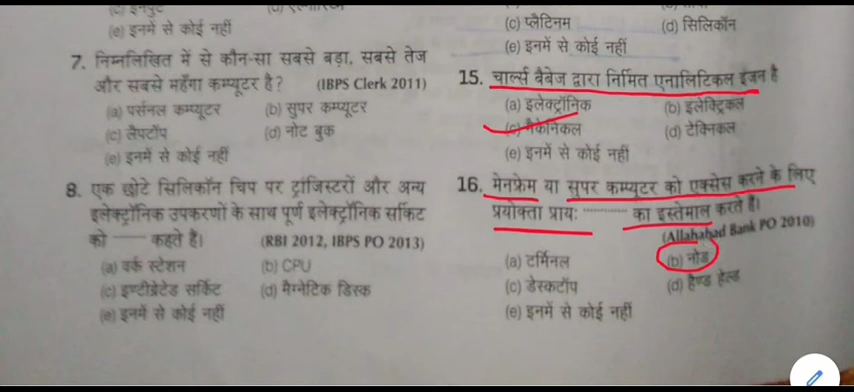 (c) इनपुट
(e) इनमें से कोई नहीं
7. निम्नलिखित में से कौन-सा सबसे बड़ा, सबसे तेज
और सबसे महँगा कम्प्यूटर है? (IBPS Clerk 2011)
(a) पर्सनल कम्प्यूटर (b) सुपर कम्प्यूटर
(c) लैपटॉप (d) नोट बुक
(e) इनमें से कोई नहीं
8. एक छोटे सिलिकॉन चिप पर ट्रांजिस्टरों और अन्य
इलेक्ट्रॉनिक उपकरणों के साथ पूर्ण इलेक्ट्रॉनिक सर्किट
को —— कहते हैं। (RBI 2012, IBPS PO 2013)
(a) वर्क स्टेशन (b) CPU
(c) इण्टीग्रेटेड सर्किट (d) मैग्नेटिक डिस्क
(e) इनमें से कोई नहीं
(c) प्लैटिनम (d) सिलिकॉन
(e) इनमें से कोई नहीं
15. चार्ल्स बैबेज द्वारा निर्मित एनालिटिकल इंजन है
(a) इलेक्ट्रॉनिक (b) इलेक्ट्रिकल
(c) मैकेनिकल (d) टेक्निकल
(e) इनमें से कोई नहीं
16. मेनफ्रेम या सुपर कम्प्यूटर को एक्सेस करने के लिए
प्रयोक्ता प्रायः ............ का इस्तेमाल करते हैं।
(Allahabad Bank PO 2010)
(a) टर्मिनल (b) नोड
(c) डेस्कटॉप (d) हैण्ड हेल्ड
(e) इनमें से कोई नहीं